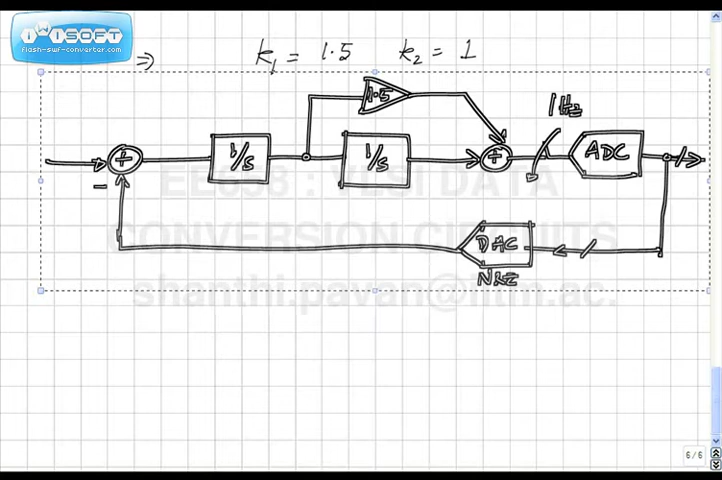 iWiSOFT
flash-swf-converter.com
⇒ k₁ = 1.5 k₂ = 1
1.5
1Hz
+ 1/s 1/s + ADC
−
EE658 : VLSI DATA
CONVERSION CIRCUITS
DAC
NRZ
shanthi.pavan@iitm.ac.
6/6